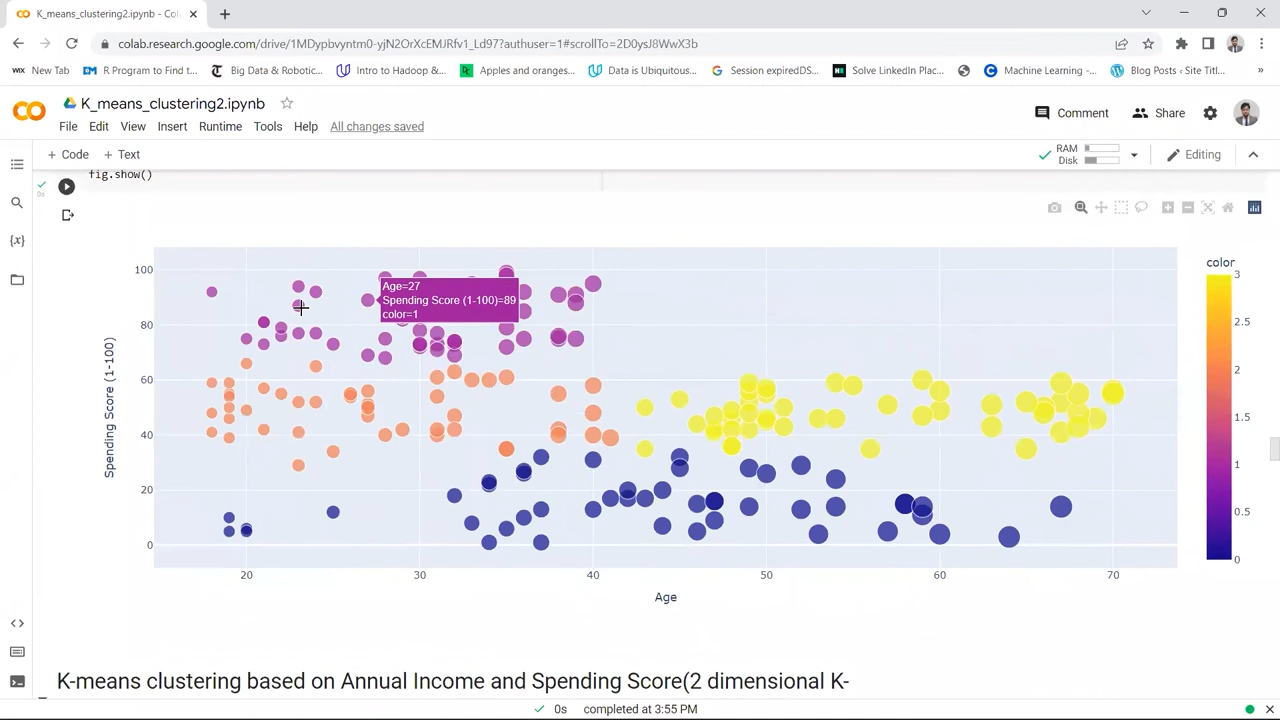 K_means_clustering2.ipynb - Col
colab.research.google.com/drive/1MDypbvyntm0-yjN2OrXcEMJRfv1_Ld97?authuser=1#scrollTo=2D0ysJ8WwX3b
WIX New Tab
R Program to Find t...
Big Data & Robotic...
Intro to Hadoop &...
Apples and oranges...
Data is Ubiquitous...
Session expiredDS...
Solve LinkedIn Plac...
Machine Learning -...
Blog Posts ‹ Site Titl...
»
K_means_clustering2.ipynb
Comment
Share
File Edit View Insert Runtime Tools Help All changes saved
+ Code + Text
RAM
Disk
Editing
fig.show()
0s
{x}
color
100
80
60
40
20
0
Spending Score (1-100)
Age=27
Spending Score (1-100)=89
color=1
3
2.5
2
1.5
1
0.5
0
20 30 40 50 60 70
Age
K-means clustering based on Annual Income and Spending Score(2 dimensional K-
0s completed at 3:55 PM